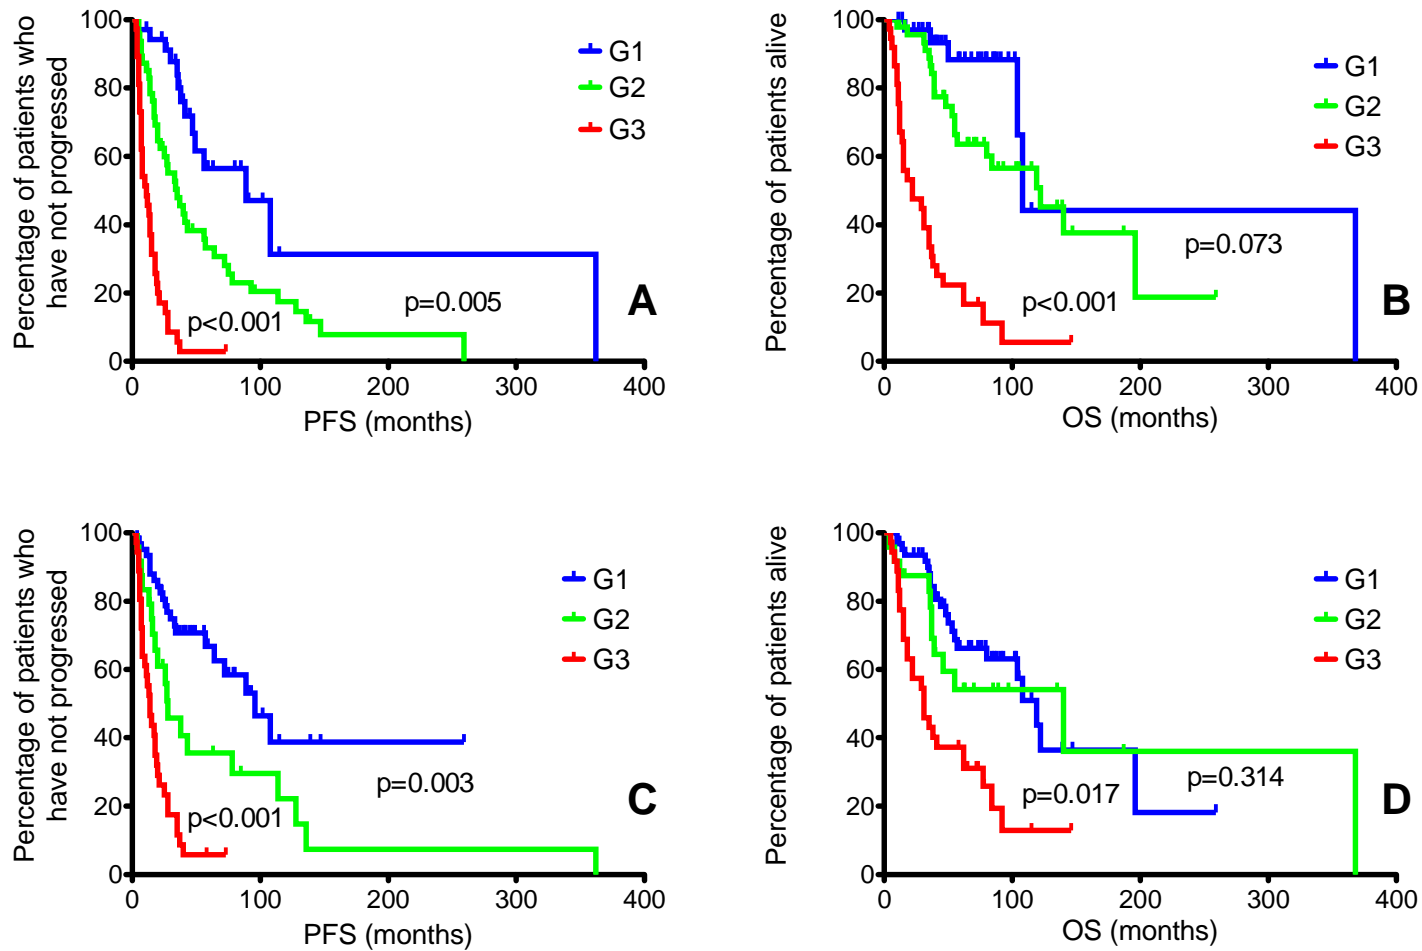 Percentage of patients who
have not progressed
100
80
60
40
20
0
G1
G2
G3
p<0.001
p=0.005
A
0
100
200
300
400
PFS (months)
Percentage of patients alive
100
80
60
40
20
0
G1
G2
G3
p<0.001
p=0.073
B
0
100
200
300
400
OS (months)
Percentage of patients who
have not progressed
100
80
60
40
20
0
G1
G2
G3
p<0.001
p=0.003
C
0
100
200
300
400
PFS (months)
Percentage of patients alive
100
80
60
40
20
0
G1
G2
G3
p=0.017
p=0.314
D
0
100
200
300
400
OS (months)